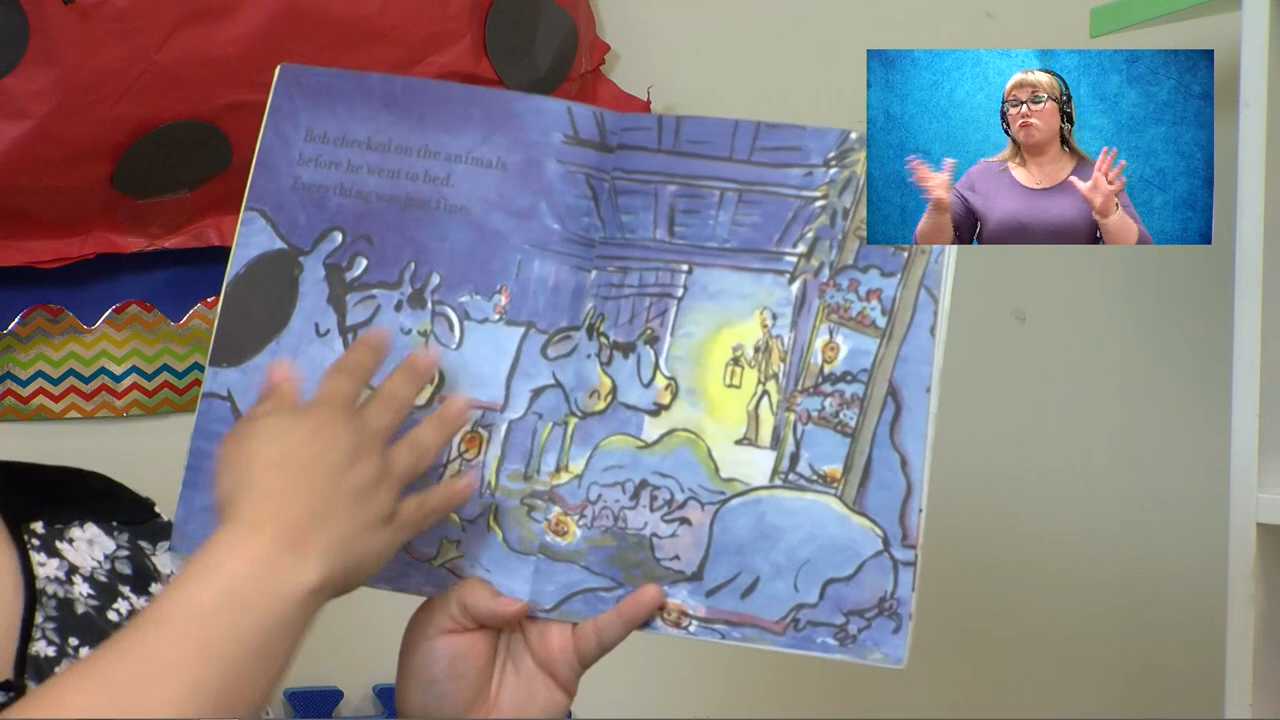 Bob checked on the animals
before he went to bed.
Everything was just fine.